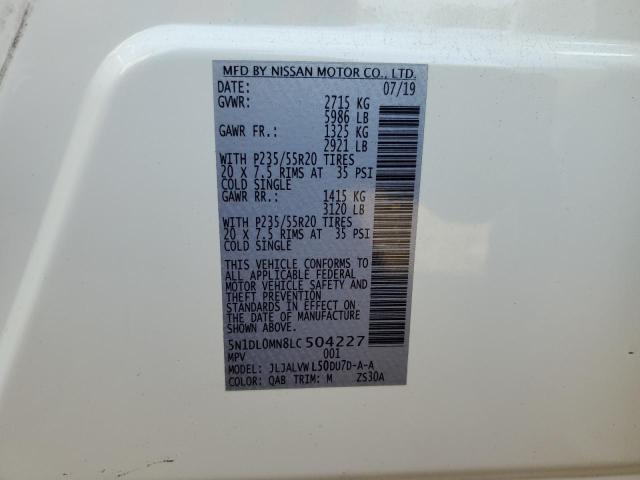 MFD BY NISSAN MOTOR CO., LTD.
DATE: 07/19
GVWR: 2715 KG
5986 LB
GAWR FR.: 1325 KG
2921 LB
WITH P235/55R20 TIRES
20 X 7.5 RIMS AT 35 PSI
COLD SINGLE
GAWR RR.: 1415 KG
3120 LB
WITH P235/55R20 TIRES
20 X 7.5 RIMS AT 35 PSI
COLD SINGLE
THIS VEHICLE CONFORMS TO
ALL APPLICABLE FEDERAL
MOTOR VEHICLE SAFETY AND
THEFT PREVENTION
STANDARDS IN EFFECT ON
THE DATE OF MANUFACTURE
SHOWN ABOVE.
5N1DL0MN8LC504227
MPV 001
MODEL: JLJALVWL50DU7D-A-A
COLOR: QAB TRIM: M ZS30A